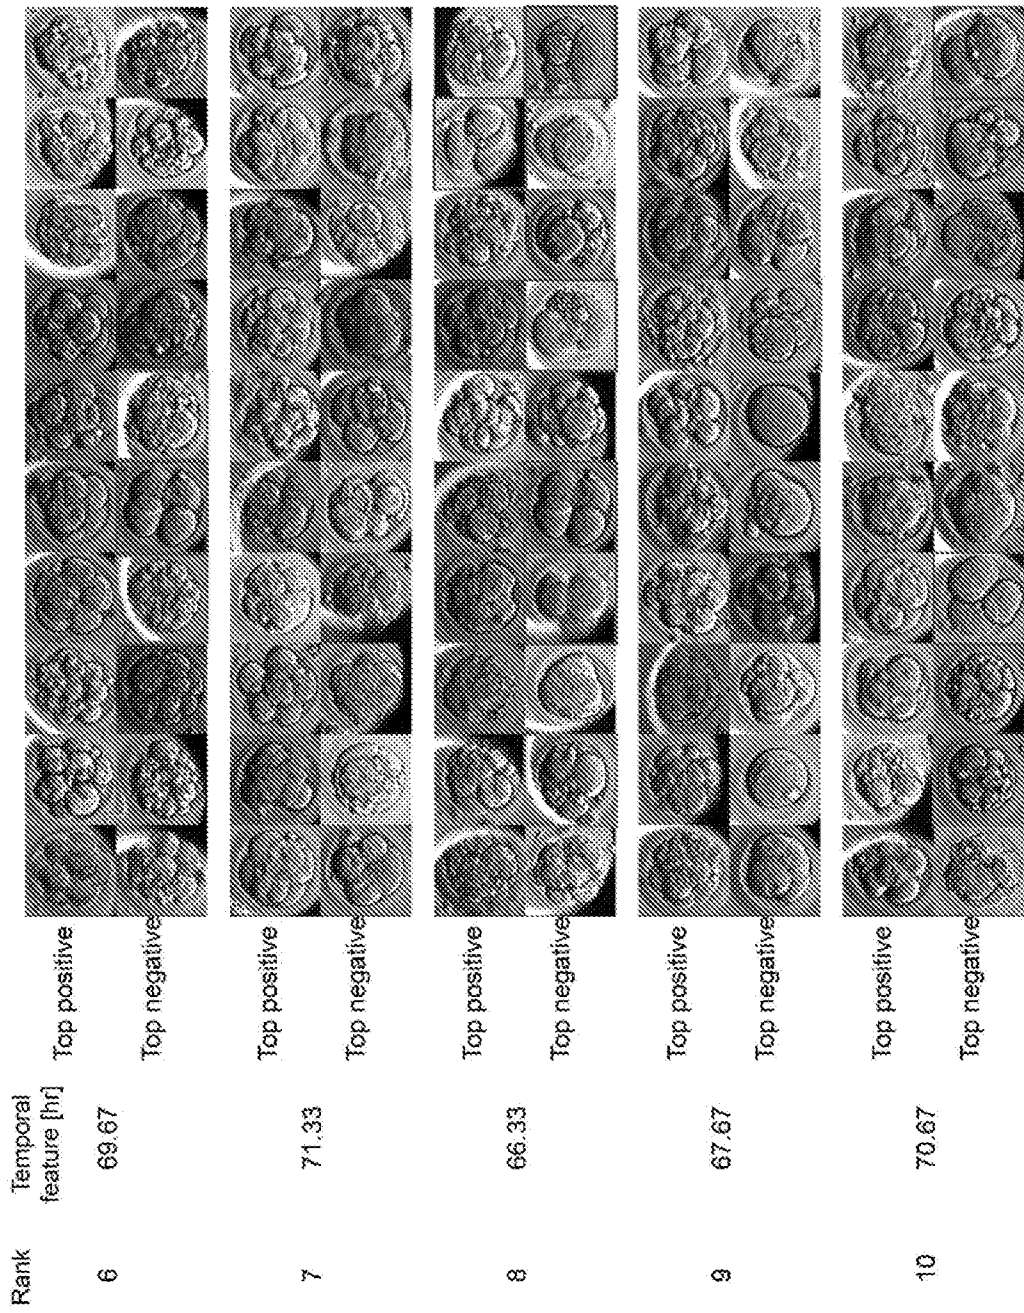 Rank Temporal feature [hr]
6 69.67 Top positive
Top negative
7 71.33 Top positive
Top negative
8 66.33 Top positive
Top negative
9 67.67 Top positive
Top negative
10 70.67 Top positive
Top negative